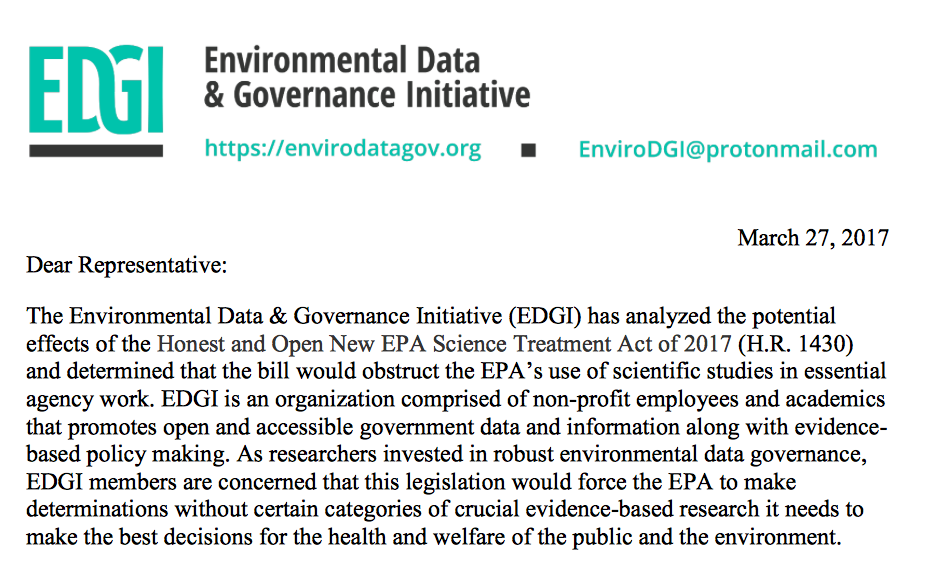 EDGI
Environmental Data
& Governance Initiative
https://envirodatagov.org ■ EnviroDGI@protonmail.com
March 27, 2017
Dear Representative:
The Environmental Data & Governance Initiative (EDGI) has analyzed the potential
effects of the Honest and Open New EPA Science Treatment Act of 2017 (H.R. 1430)
and determined that the bill would obstruct the EPA’s use of scientific studies in essential
agency work. EDGI is an organization comprised of non-profit employees and academics
that promotes open and accessible government data and information along with evidence-
based policy making. As researchers invested in robust environmental data governance,
EDGI members are concerned that this legislation would force the EPA to make
determinations without certain categories of crucial evidence-based research it needs to
make the best decisions for the health and welfare of the public and the environment.